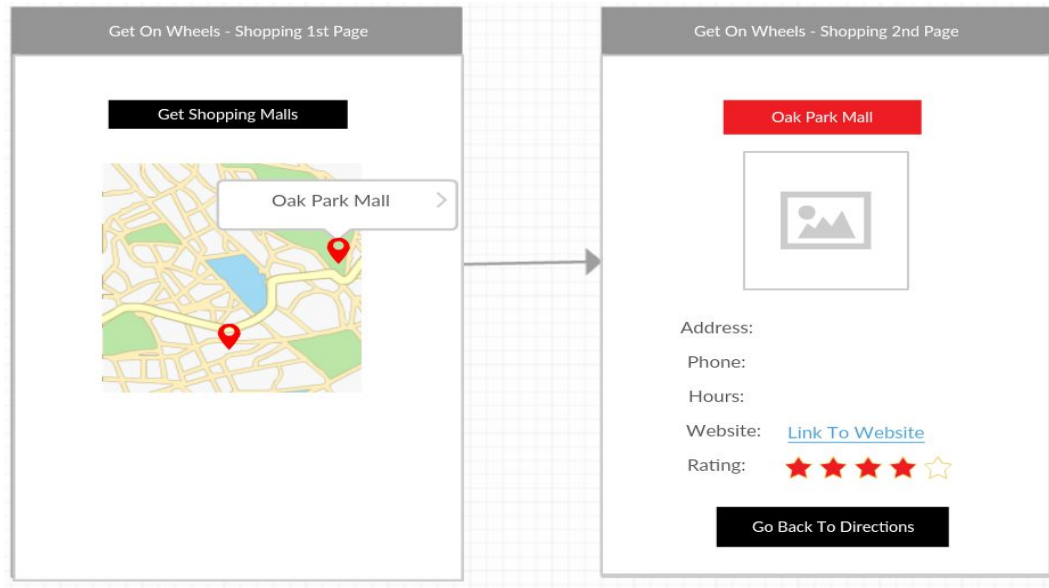 Get On Wheels - Shopping 1st Page
Get Shopping Malls
Oak Park Mall
Get On Wheels - Shopping 2nd Page
Oak Park Mall
Address:
Phone:
Hours:
Website: Link To Website
Rating:
Go Back To Directions